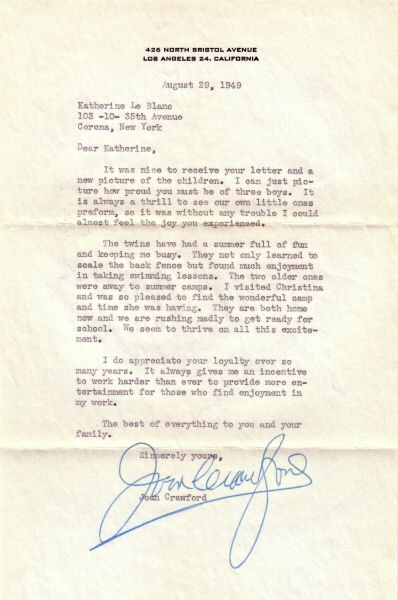 426 NORTH BRISTOL AVENUE
LOS ANGELES 24, CALIFORNIA
August 29, 1949
Katherine Le Blanc
103 -10- 35th Avenue
Corona, New York
Dear Katherine,
It was nice to receive your letter and a
new picture of the children. I can just pic-
ture how proud you must be of three boys. It
is always a thrill to see our own little ones
preform, so it was without any trouble I could
almost feel the joy you experienced.
The twins have had a summer full of fun
and keeping me busy. They not only learned to
scale the back fence but found much enjoyment
in taking swimming lessons. The two older ones
were away to summer camps. I visited Christina
and was so pleased to find the wonderful camp
and time she was having. They are both home
now and we are rushing madly to get ready for
school. We seem to thrive on all this excite-
ment.
I do appreciate your loyalty over so
many years. It always gives me an incentive
to work harder than ever to provide more en-
tertainment for those who find enjoyment in
my work.
The best of everything to you and your
family.
Sincerely yours,
Joan Crawford
Joan Crawford